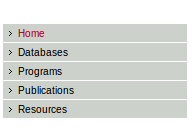 Home
Databases
Programs
Publications
Resources